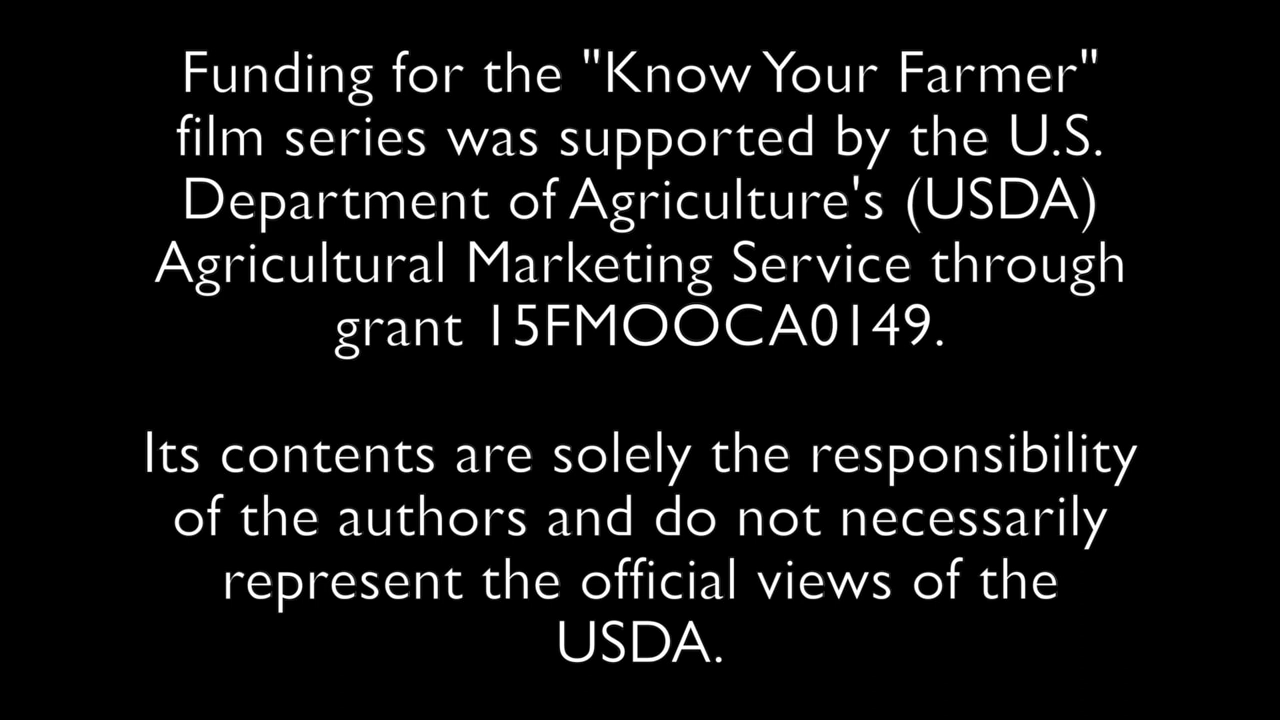 Funding for the "Know Your Farmer"
film series was supported by the U.S.
Department of Agriculture's (USDA)
Agricultural Marketing Service through
grant 15FMOOCA0149.
Its contents are solely the responsibility
of the authors and do not necessarily
represent the official views of the
USDA.